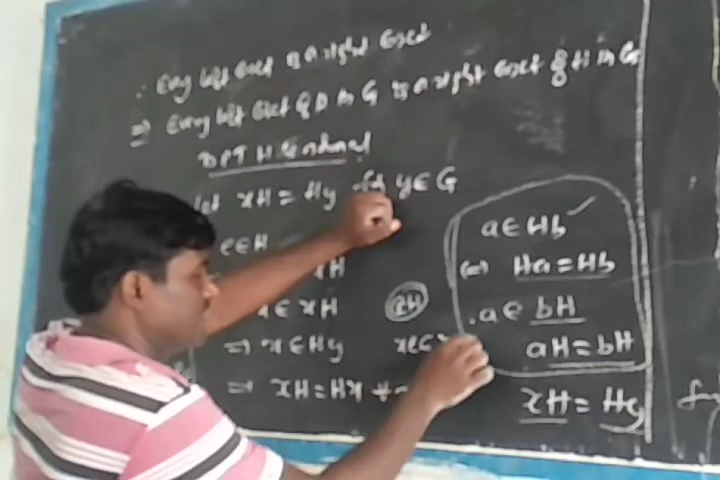 ∴ Every left coset is a right coset
⇒ Every left coset of H in G is a right coset of H in G
H is normal
let xH = Hy for y ∈ G
e ∈ H
xH
∈ xH
⇒ x ∈ Hy
⇒ xH = Hx
a ∈ Hb ✓
⇔ Ha = Hb
a ∈ bH
aH = bH
xH = Hy